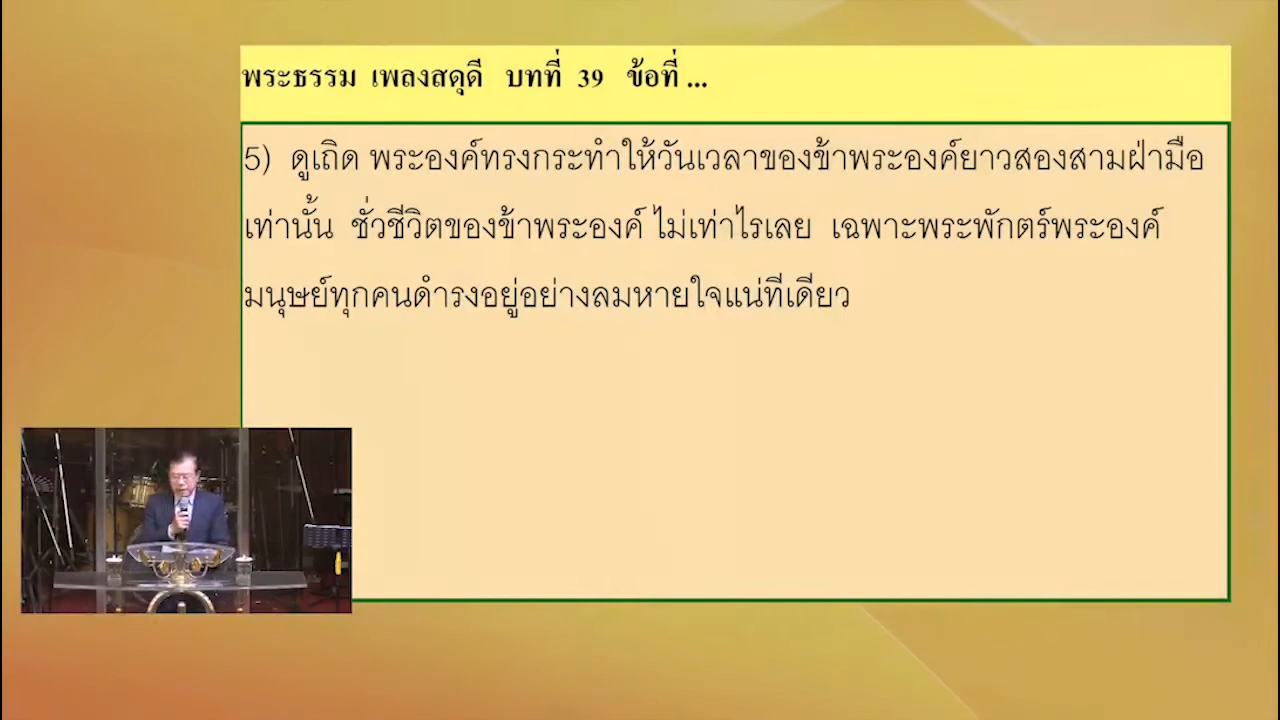 พระธรรม เพลงสดุดี บทที่ 39 ข้อที่ ...
5) ดูเถิด พระองค์ทรงกระทำให้วันเวลาของข้าพระองค์ยาวสองสามฝ่ามือ
เท่านั้น ชั่วชีวิตของข้าพระองค์ ไม่เท่าไรเลย เฉพาะพระพักตร์พระองค์
มนุษย์ทุกคนดำรงอยู่อย่างลมหายใจแน่ทีเดียว